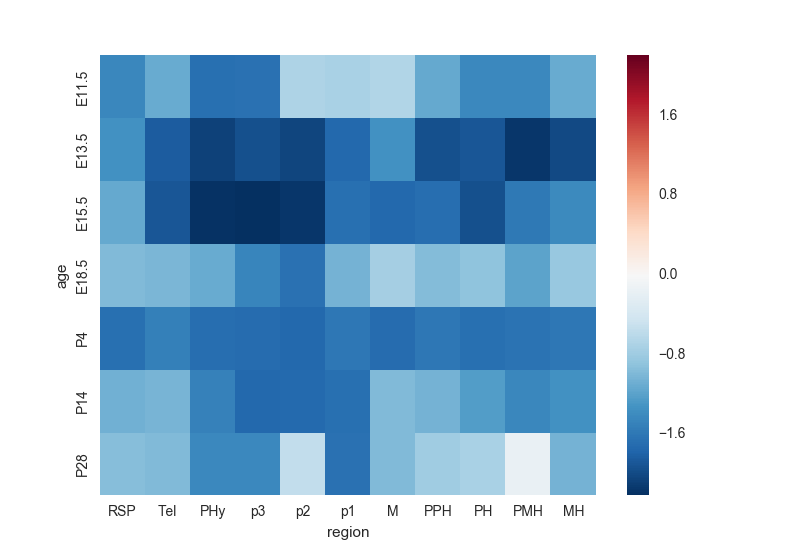 age
E11.5
E13.5
E15.5
E18.5
P4
P14
P28
RSP Tel PHy p3 p2 p1 M PPH PH PMH MH
region
1.6
0.8
0.0
−0.8
−1.6